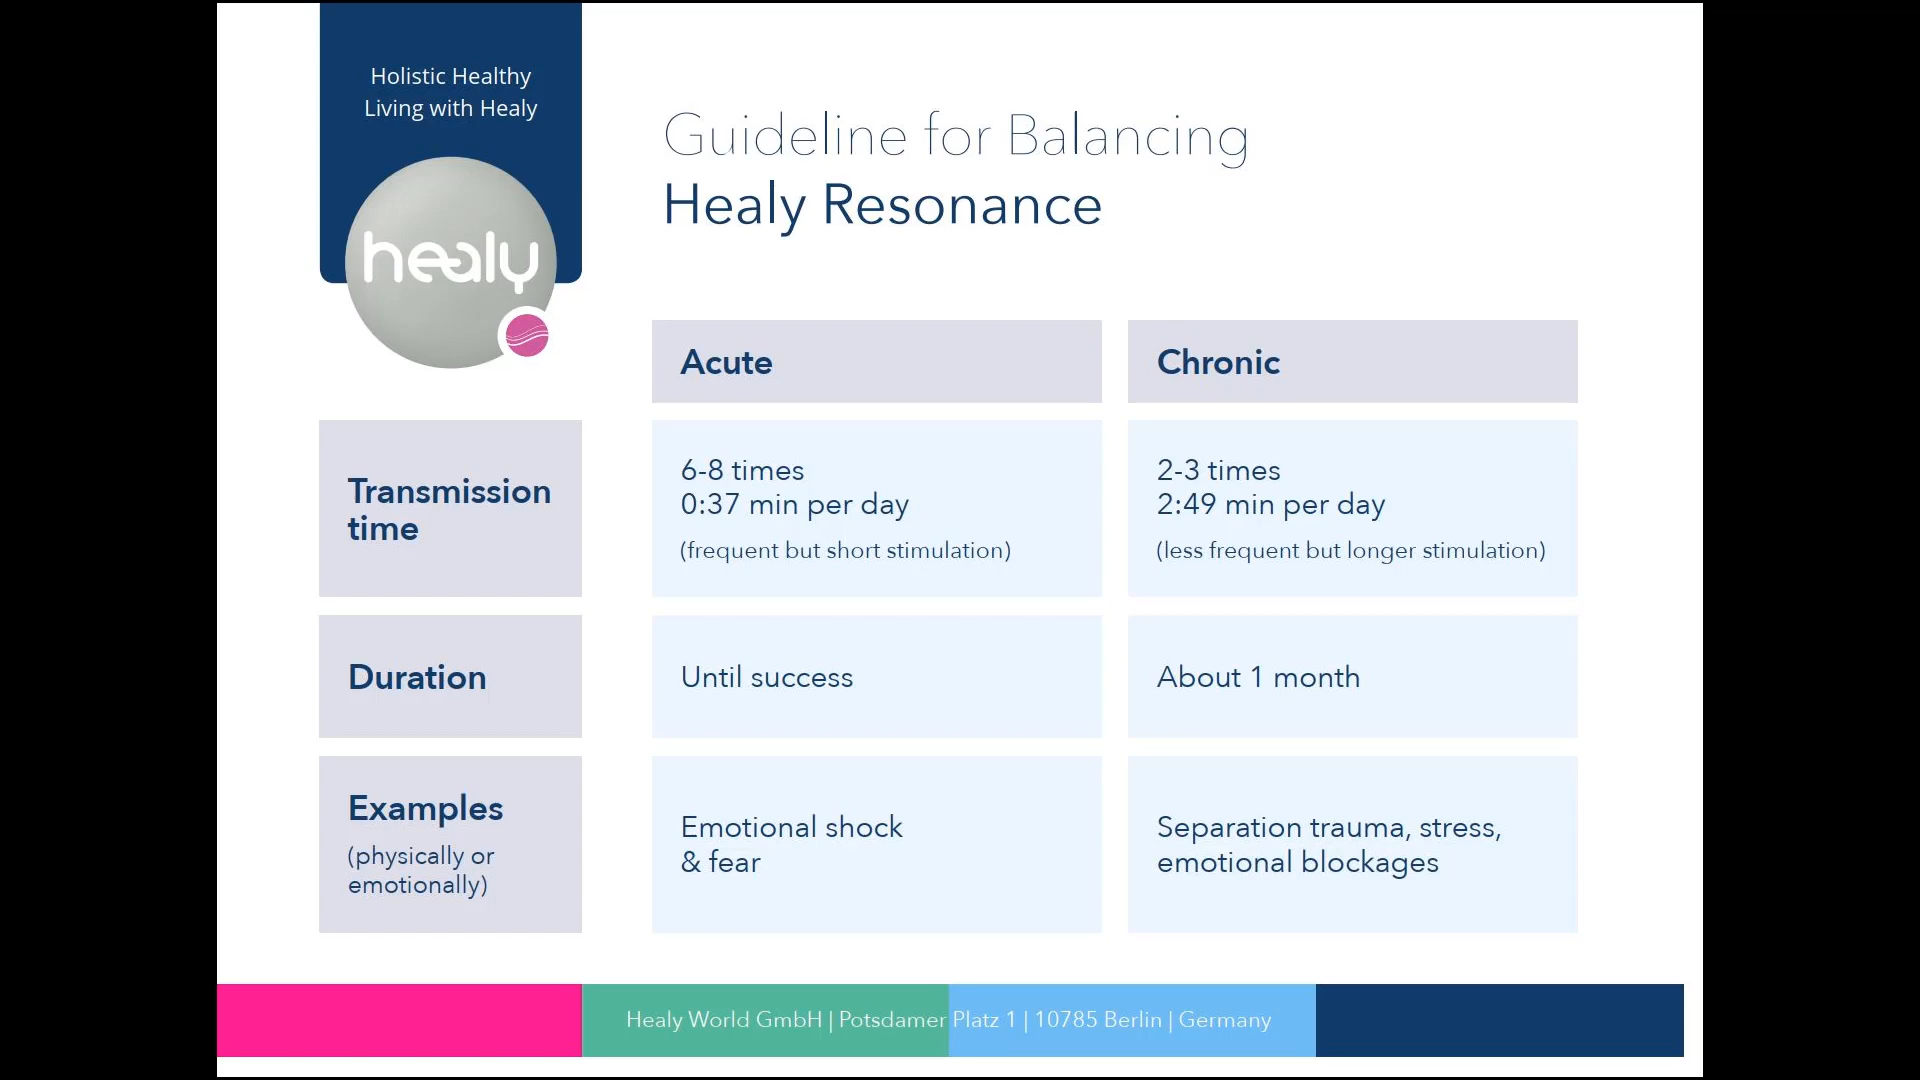 Holistic Healthy
Living with Healy
healy
Guideline for Balancing
Healy Resonance
Acute
Chronic
Transmission
time
6-8 times
0:37 min per day
(frequent but short stimulation)
2-3 times
2:49 min per day
(less frequent but longer stimulation)
Duration
Until success
About 1 month
Examples
(physically or
emotionally)
Emotional shock
& fear
Separation trauma, stress,
emotional blockages
Healy World GmbH | Potsdamer Platz 1 | 10785 Berlin | Germany